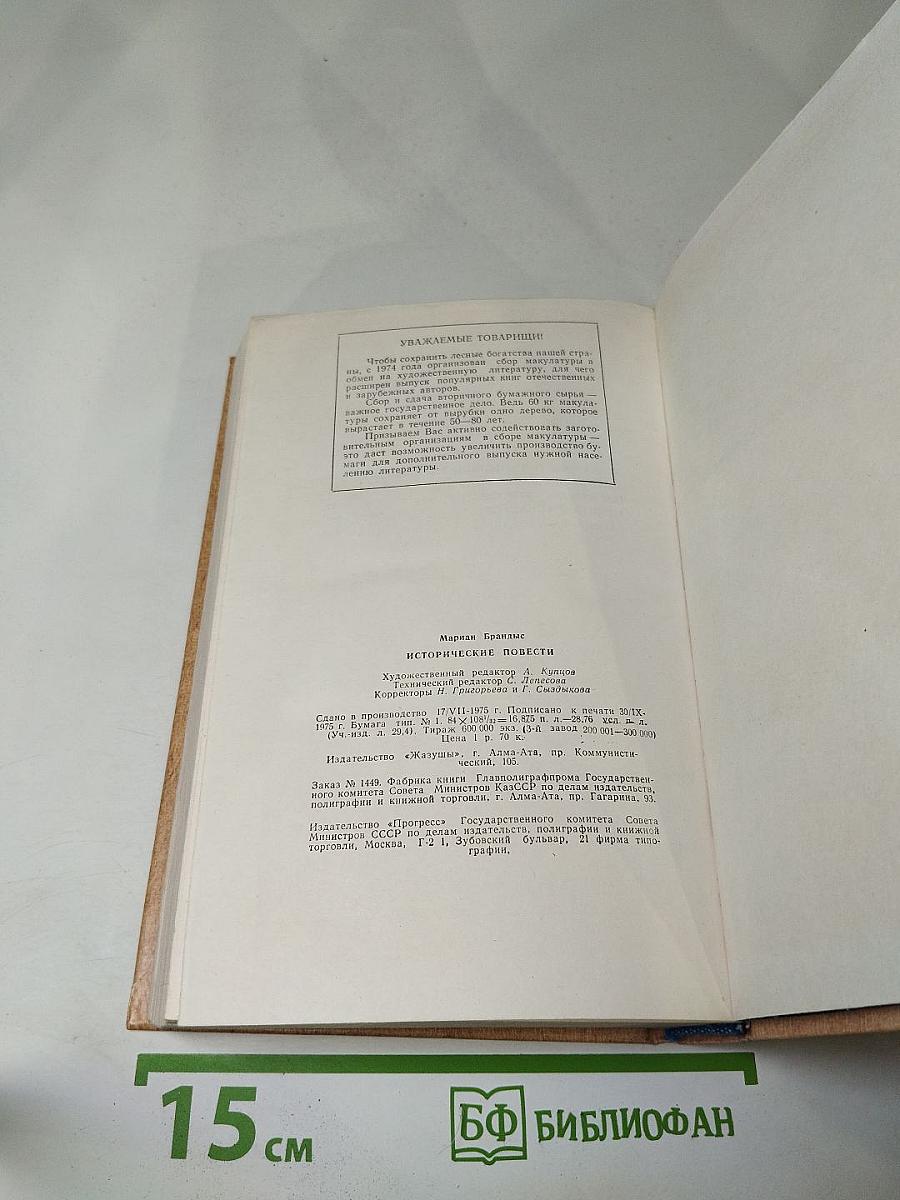 УВАЖАЕМЫЕ ТОВАРИЩИ!
Чтобы сохранить лесные богатства нашей стра-
ны, с 1974 года организован сбор макулатуры в
обмен на художественную литературу, для чего
расширен выпуск популярных книг отечественных
и зарубежных авторов.
Сбор и сдача вторичного бумажного сырья —
важное государственное дело. Ведь 60 кг макула-
туры сохраняет от вырубки одно дерево, которое
вырастает в течение 50—80 лет.
Призываем Вас активно содействовать загото-
вительным организациям в сборе макулатуры —
это даст возможность увеличить производство бу-
маги для дополнительного выпуска нужной насе-
лению литературы.
Мариан Брандыс
ИСТОРИЧЕСКИЕ ПОВЕСТИ
Художественный редактор А. Купцов
Технический редактор С. Лепесова
Корректоры Н. Григорьева и Г. Сыздыкова
Сдано в производство 17/VII-1975 г. Подписано к печати 30/IX-
1975 г. Бумага тип. № 1. 84×108¹/₃₂=16,875 п. л.—28,76 усл. п. л.
(Уч.-изд. л. 29,4). Тираж 600 000 экз. (3-й завод 200 001—300 000)
Цена 1 р. 70 к.
Издательство «Жазушы», г. Алма-Ата, пр. Коммунисти-
ческий, 105.
Заказ № 1449. Фабрика книги Главполиграфпрома Государствен-
ного комитета Совета Министров КазССР по делам издательств,
полиграфии и книжной торговли, г. Алма-Ата, пр. Гагарина, 93.
Издательство «Прогресс» Государственного комитета Совета
Министров СССР по делам издательств, полиграфии и книжной
торговли, Москва, Г-2 1, Зубовский бульвар, 21 фирма типо-
графии.
15 см
БФ БИБЛИОФАН